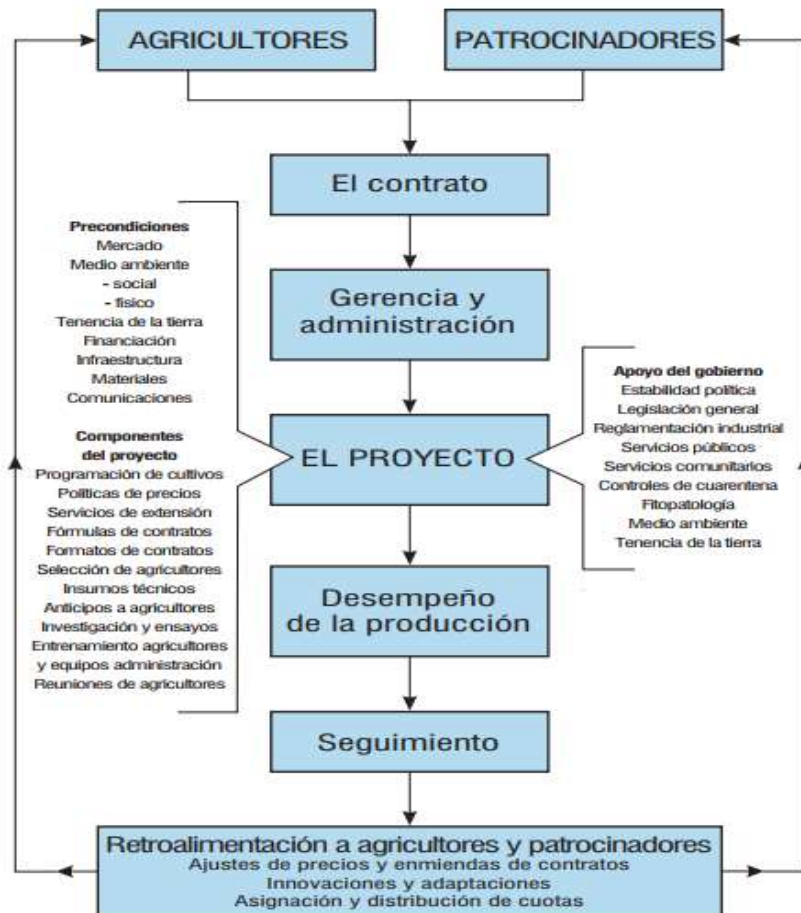 AGRICULTORES
PATROCINADORES
El contrato
Gerencia y
administración
Precondiciones
Mercado
Medio ambiente
- social
- físico
Tenencia de la tierra
Financiación
Infraestructura
Materiales
Comunicaciones
Componentes
del proyecto
Programación de cultivos
Políticas de precios
Servicios de extensión
Fórmulas de contratos
Formatos de contratos
Selección de agricultores
Insumos técnicos
Anticipos a agricultores
Investigación y ensayos
Entrenamiento agricultores
y equipos administración
Reuniones de agricultores
EL PROYECTO
Apoyo del gobierno
Estabilidad política
Legislación general
Reglamentación industrial
Servicios públicos
Servicios comunitarios
Controles de cuarentena
Fitopatología
Medio ambiente
Tenencia de la tierra
Desempeño
de la producción
Seguimiento
Retroalimentación a agricultores y patrocinadores
Ajustes de precios y enmiendas de contratos
Innovaciones y adaptaciones
Asignación y distribución de cuotas